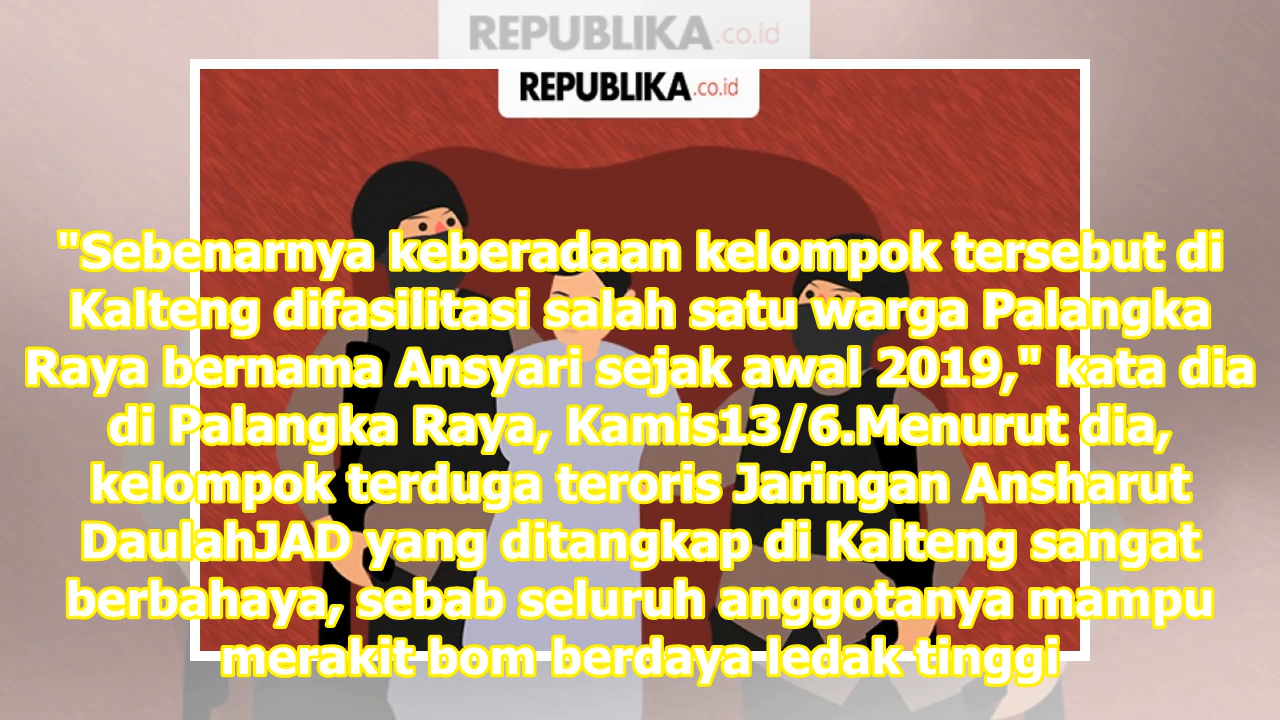 REPUBLIKA.co.id
REPUBLIKA.co.id
"Sebenarnya keberadaan kelompok tersebut di
Kalteng difasilitasi salah satu warga Palangka
Raya bernama Ansyari sejak awal 2019," kata dia
di Palangka Raya, Kamis13/6.Menurut dia,
kelompok terduga teroris Jaringan Ansharut
DaulahJAD yang ditangkap di Kalteng sangat
berbahaya, sebab seluruh anggotanya mampu
merakit bom berdaya ledak tinggi